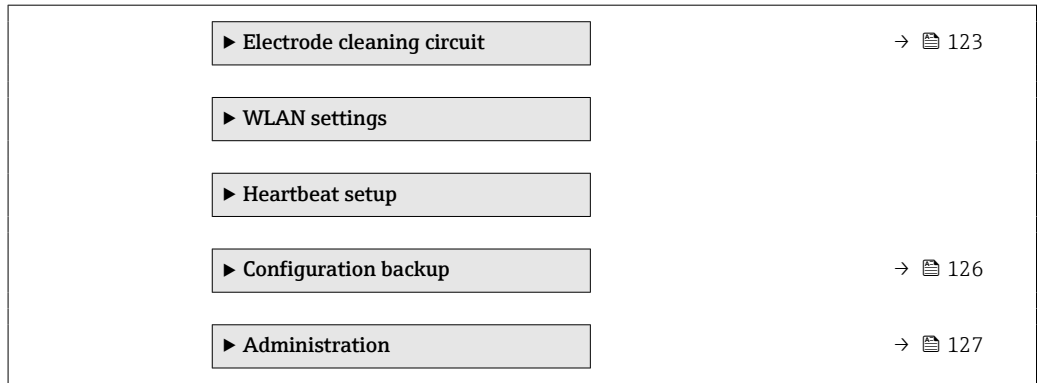 ▶ Electrode cleaning circuit → 🖹 123
▶ WLAN settings
▶ Heartbeat setup
▶ Configuration backup → 🖹 126
▶ Administration → 🖹 127